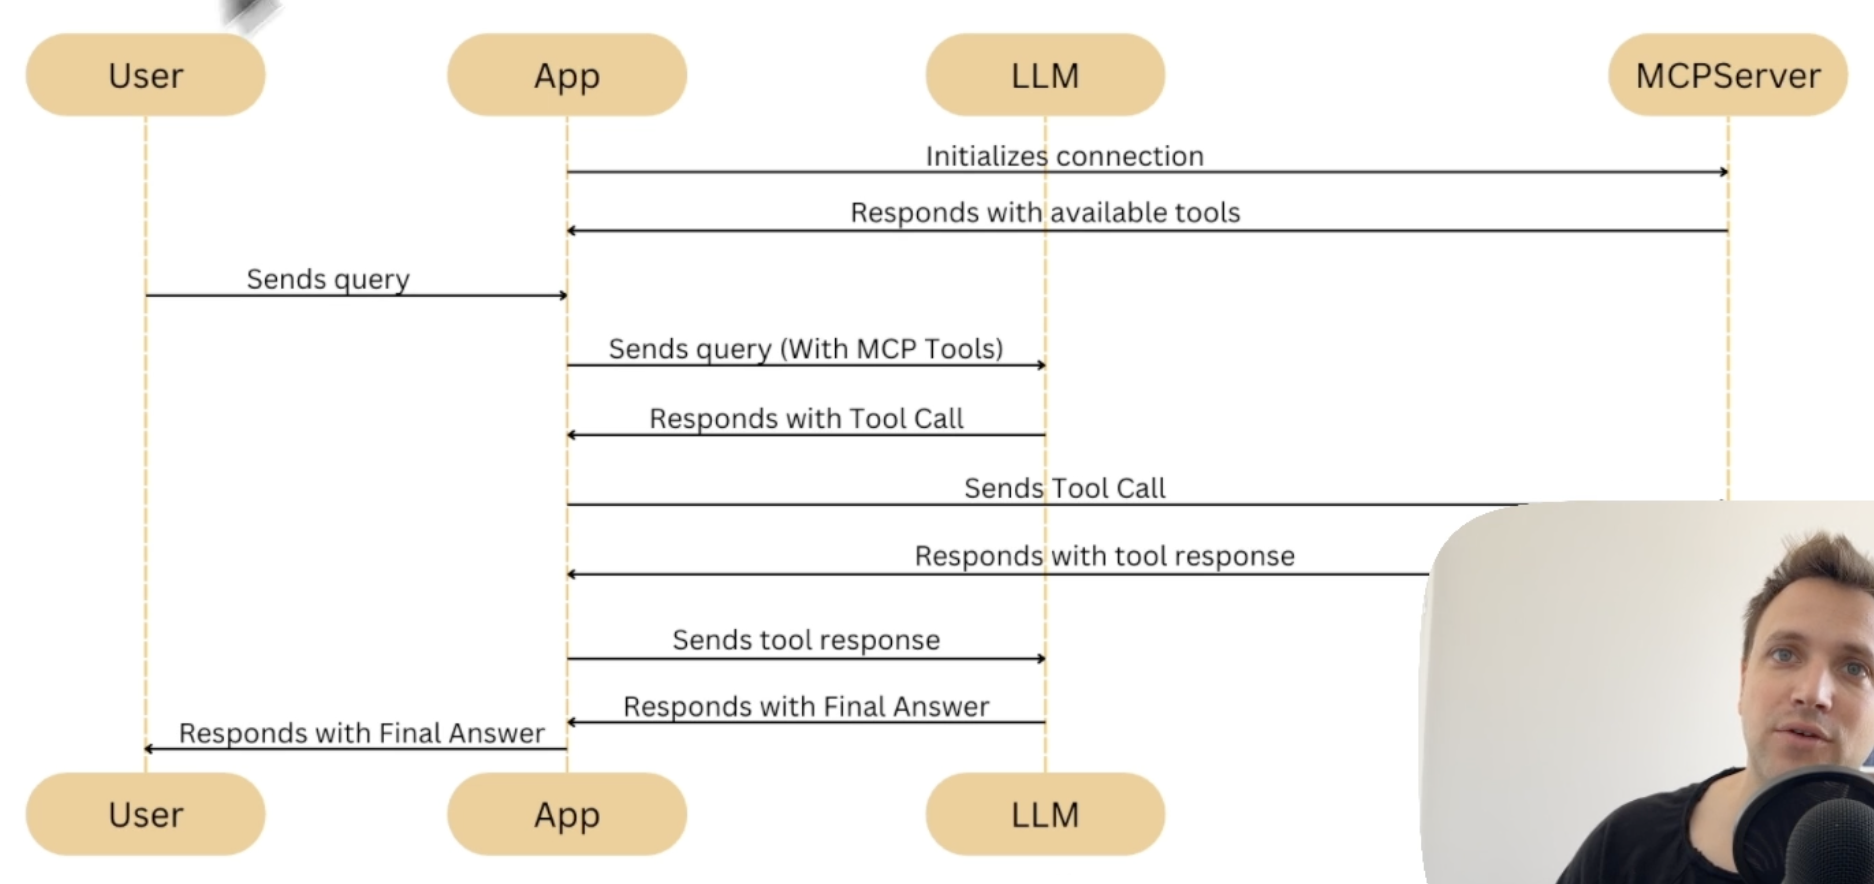 User
App
LLM
MCPServer
Initializes connection
Responds with available tools
Sends query
Sends query (With MCP Tools)
Responds with Tool Call
Sends Tool Call
Responds with tool response
Sends tool response
Responds with Final Answer
Responds with Final Answer
User
App
LLM